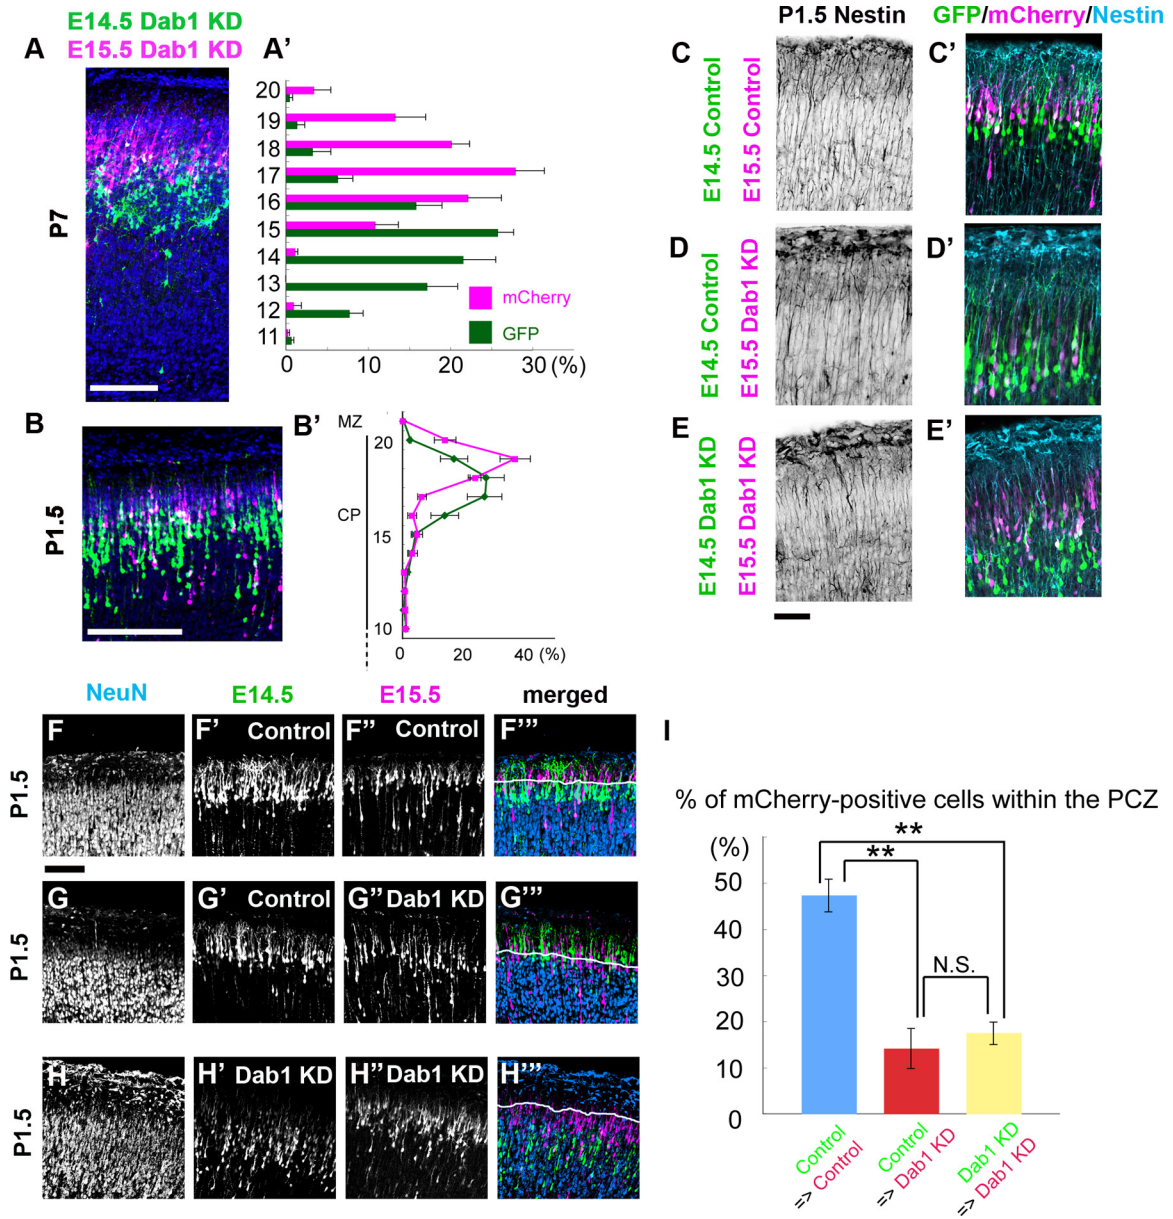 E14.5 Dab1 KD
E15.5 Dab1 KD
A
A'
P7
20
19
18
17
16
15
14
13
12
11
mCherry
GFP
0 10 20 30 (%)
B
P1.5
B'
MZ
CP
20
15
10
0 20 40 (%)
P1.5 Nestin
GFP/mCherry/Nestin
C
E14.5 Control
E15.5 Control
C'
D
E14.5 Control
E15.5 Dab1 KD
D'
E
E14.5 Dab1 KD
E15.5 Dab1 KD
E'
NeuN
E14.5
E15.5
merged
P1.5
F
F' Control
F" Control
F"'
P1.5
G
G' Control
G" Dab1 KD
G"'
P1.5
H
H' Dab1 KD
H" Dab1 KD
H"'
I
% of mCherry-positive cells within the PCZ
(%)
50
40
30
20
10
0
**
**
N.S.
Control
=> Control
Control
=> Dab1 KD
Dab1 KD
=> Dab1 KD